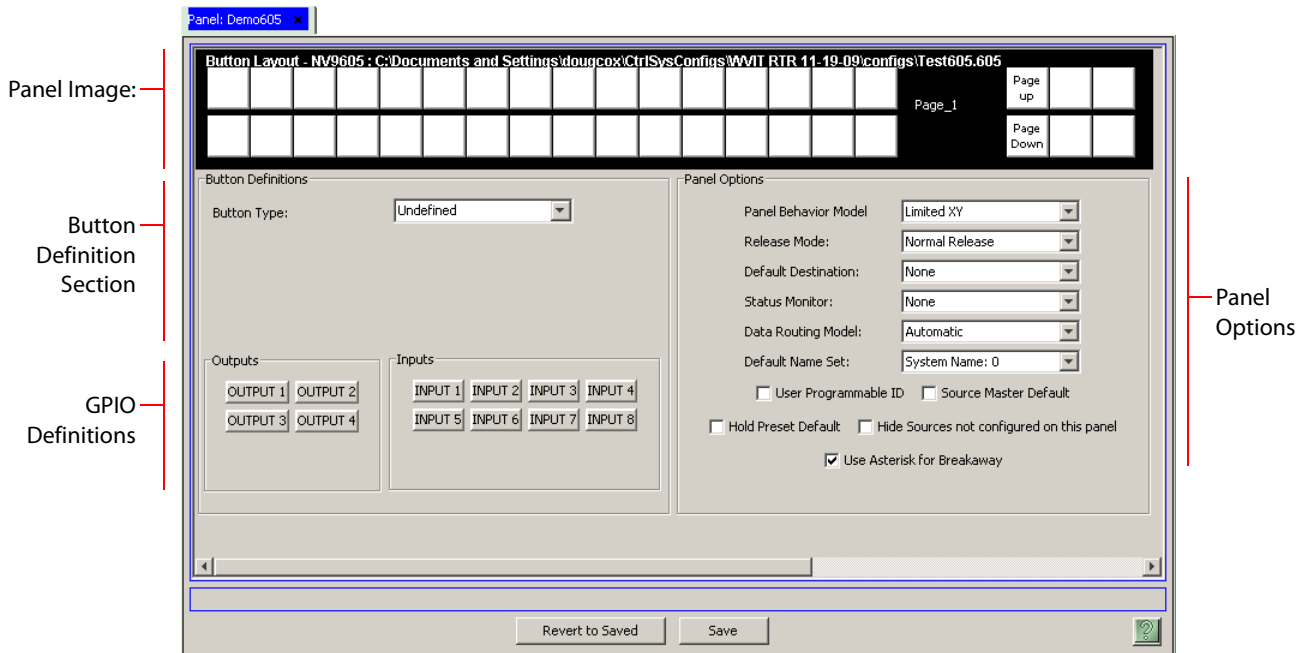 Panel: Demo605 ×
Button Layout - NV9605 : C:\Documents and Settings\dougcox\CtrlSysConfigs\WVIT RTR 11-19-09\configs\Test605.605
Panel Image:
Page_1
Page up
Page Down
Button Definitions
Button Type:
Undefined
Button
Definition
Section
Outputs
OUTPUT 1 OUTPUT 2
OUTPUT 3 OUTPUT 4
Inputs
INPUT 1 INPUT 2 INPUT 3 INPUT 4
INPUT 5 INPUT 6 INPUT 7 INPUT 8
GPIO
Definitions
Panel Options
Panel Behavior Model Limited XY
Release Mode: Normal Release
Default Destination: None
Status Monitor: None
Data Routing Model: Automatic
Default Name Set: System Name: 0
User Programmable ID Source Master Default
Hold Preset Default Hide Sources not configured on this panel
Use Asterisk for Breakaway
Panel
Options
Revert to Saved Save ?